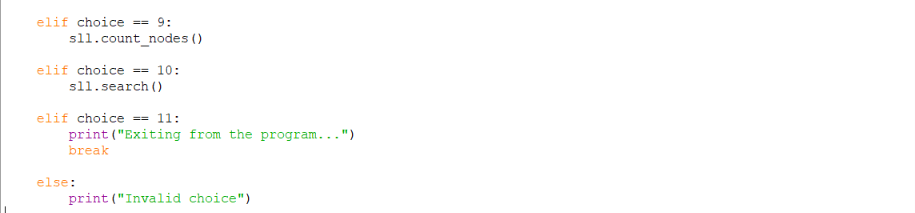 elif choice == 9:
sll.count_nodes()
elif choice == 10:
sll.search()
elif choice == 11:
print("Exiting from the program...")
break
else:
print("Invalid choice")